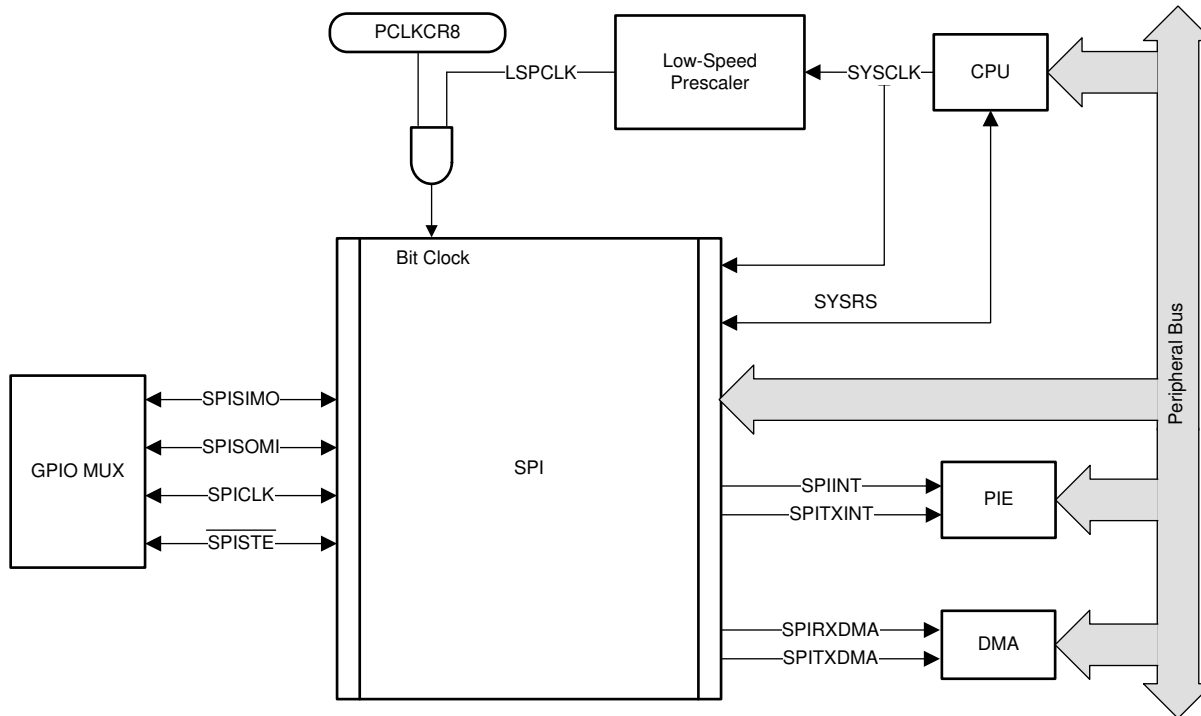 PCLKCR8
LSPCLK
Low-Speed
Prescaler
SYSCLK
CPU
Bit Clock
SYSRS
Peripheral Bus
GPIO MUX
SPISIMO
SPISOMI
SPICLK
SPISTE
SPI
SPIINT
SPITXINT
PIE
SPIRXDMA
SPITXDMA
DMA